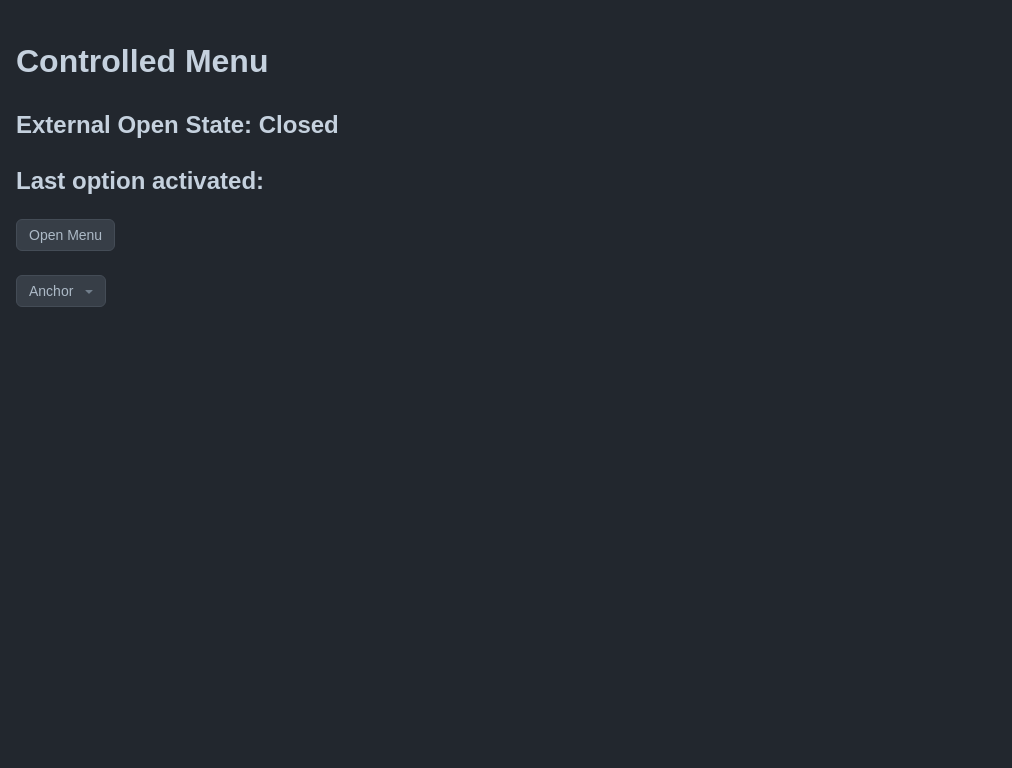 Controlled Menu
External Open State: Closed
Last option activated:
Open Menu
Anchor